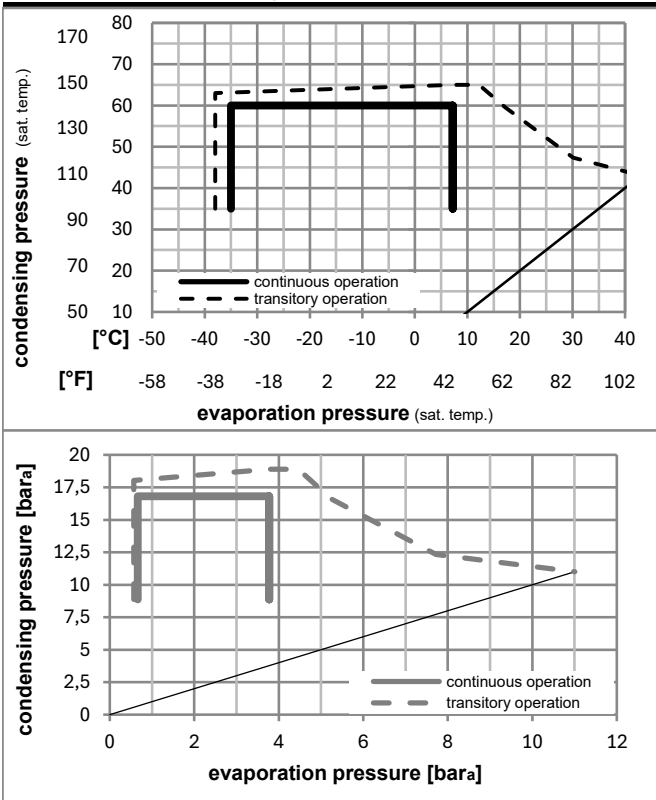 condensing pressure (sat. temp.)
170 80
70
150 60
130 50
110 40
90 30
70 20
50 10
continuous operation
transitory operation
[°C] -50 -40 -30 -20 -10 0 10 20 30 40
[°F] -58 -38 -18 2 22 42 62 82 102
evaporation pressure (sat. temp.)
condensing pressure [bara]
20
17,5
15
12,5
10
7,5
5
2,5
0
continuous operation
transitory operation
0 2 4 6 8 10 12
evaporation pressure [bara]